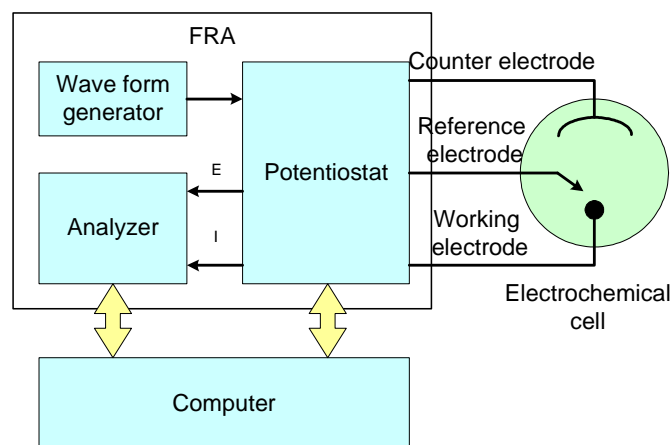 FRA
Counter electrode
Wave form
generator
Reference
electrode
E
Potentiostat
Analyzer
I
Working
electrode
Electrochemical
cell
Computer